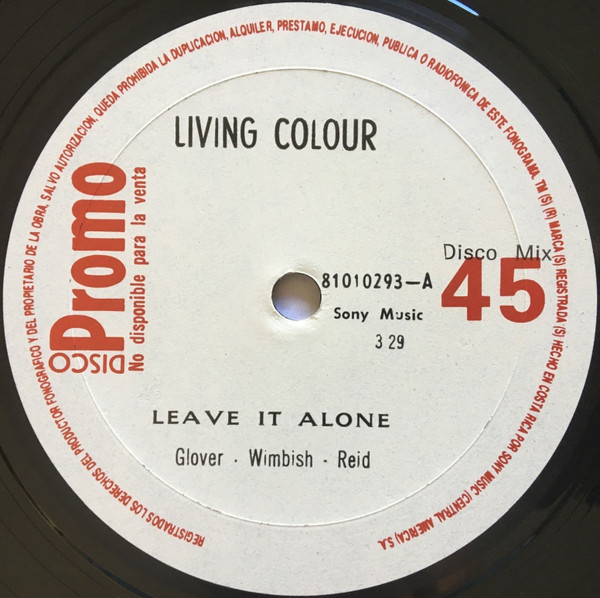 REGISTRADOS LOS DERECHOS DEL PRODUCTOR FONOGRAFICO Y DEL PROPIETARIO DE LA OBRA. SALVO AUTORIZACION, QUEDA PROHIBIDA LA DUPLICACION, ALQUILER, PRESTAMO, EJECUCION, PUBLICA O RADIOFONICA DE ESTE FONOGRAMA. TM (S) (R) MARCA (S) REGISTRADA (S) HECHO EN COSTA RICA POR SONY MUSIC (CENTRAL AMERICA) S.A.
LIVING COLOUR
DISCO Promo
No disponible para la venta
Disco Mix
45
81010293-A
Sony Music
3 29
LEAVE IT ALONE
Glover - Wimbish - Reid